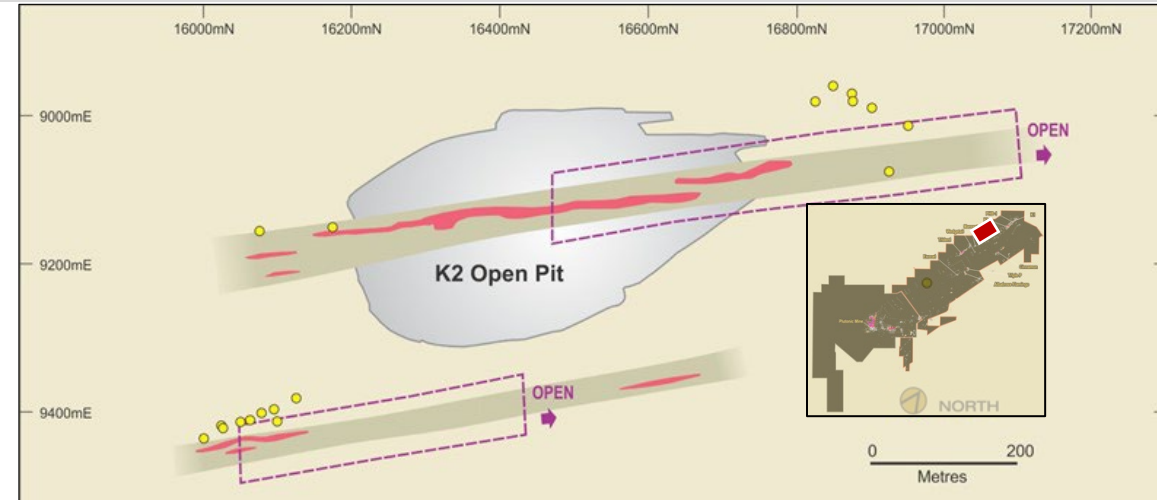 16000mN 16200mN 16400mN 16600mN 16800mN 17000mN 17200mN
9000mE
OPEN
9200mE
K2 Open Pit
OPEN
9400mE
NORTH
0 200
Metres